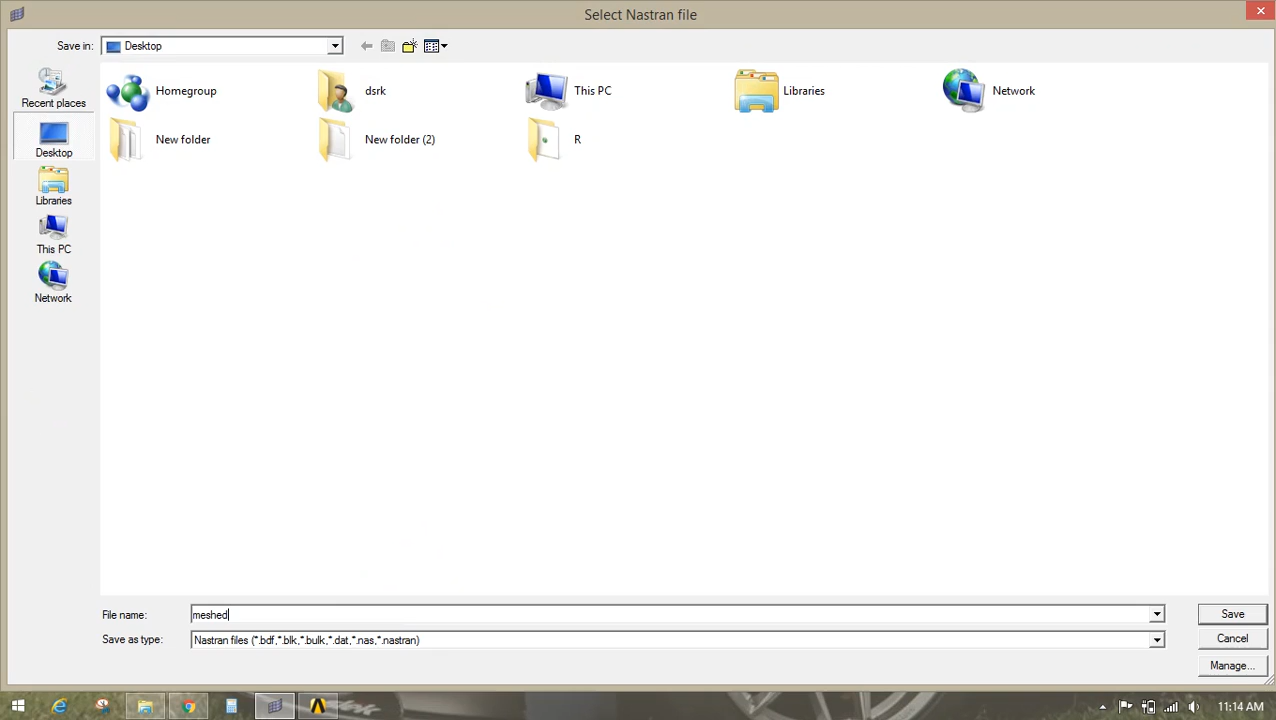 Select Nastran file
Save in:
Desktop
Recent places
Desktop
Libraries
This PC
Network
Homegroup
dsrk
This PC
Libraries
Network
New folder
New folder (2)
R
File name:
meshed
Save
Save as type:
Nastran files (*.bdf,*.blk,*.bulk,*.dat,*.nas,*.nastran)
Cancel
Manage...
11:14 AM